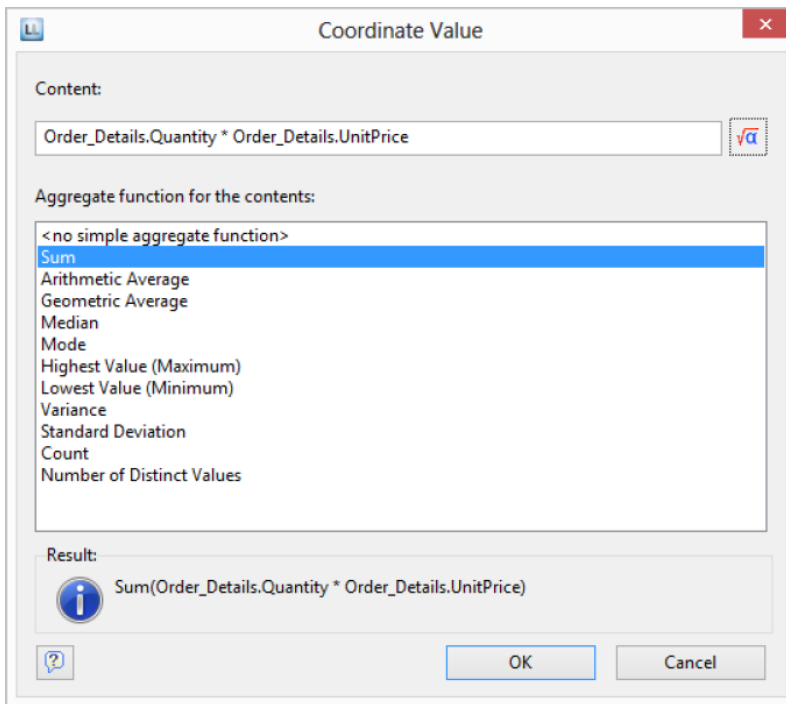 LL
Coordinate Value
Content:
Order_Details.Quantity * Order_Details.UnitPrice
√α
Aggregate function for the contents:
<no simple aggregate function>
Sum
Arithmetic Average
Geometric Average
Median
Mode
Highest Value (Maximum)
Lowest Value (Minimum)
Variance
Standard Deviation
Count
Number of Distinct Values
Result:
Sum(Order_Details.Quantity * Order_Details.UnitPrice)
OK
Cancel